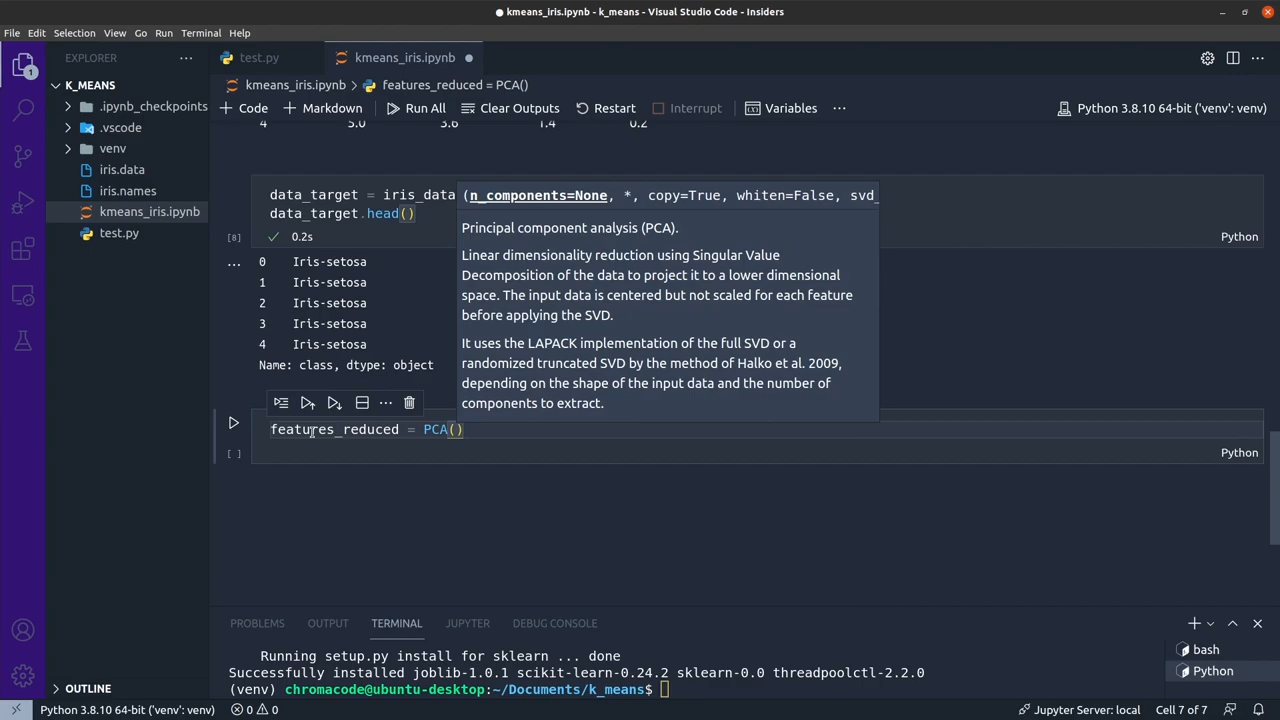 ● kmeans_iris.ipynb - k_means - Visual Studio Code - Insiders
File Edit Selection View Go Run Terminal Help
EXPLORER ···
test.py
kmeans_iris.ipynb ●
K_MEANS
kmeans_iris.ipynb > features_reduced = PCA()
.ipynb_checkpoints
.vscode
venv
iris.data
iris.names
kmeans_iris.ipynb
test.py
+ Code + Markdown Run All Clear Outputs Restart Interrupt Variables ··· Python 3.8.10 64-bit ('venv': venv)
4 5.0 3.6 1.4 0.2
data_target = iris_data
data_target.head()
[8] ✓ 0.2s Python
(n_components=None, *, copy=True, whiten=False, svd_
Principal component analysis (PCA).
Linear dimensionality reduction using Singular Value
Decomposition of the data to project it to a lower dimensional
space. The input data is centered but not scaled for each feature
before applying the SVD.
It uses the LAPACK implementation of the full SVD or a
randomized truncated SVD by the method of Halko et al. 2009,
depending on the shape of the input data and the number of
components to extract.
··· 0 Iris-setosa
1 Iris-setosa
2 Iris-setosa
3 Iris-setosa
4 Iris-setosa
Name: class, dtype: object
features_reduced = PCA()
[ ] Python
PROBLEMS OUTPUT TERMINAL JUPYTER DEBUG CONSOLE
Running setup.py install for sklearn ... done
Successfully installed joblib-1.0.1 scikit-learn-0.24.2 sklearn-0.0 threadpoolctl-2.2.0
(venv) chromacode@ubuntu-desktop:~/Documents/k_means$
bash
Python
OUTLINE
Python 3.8.10 64-bit ('venv': venv) 0 0 Jupyter Server: local Cell 7 of 7
1